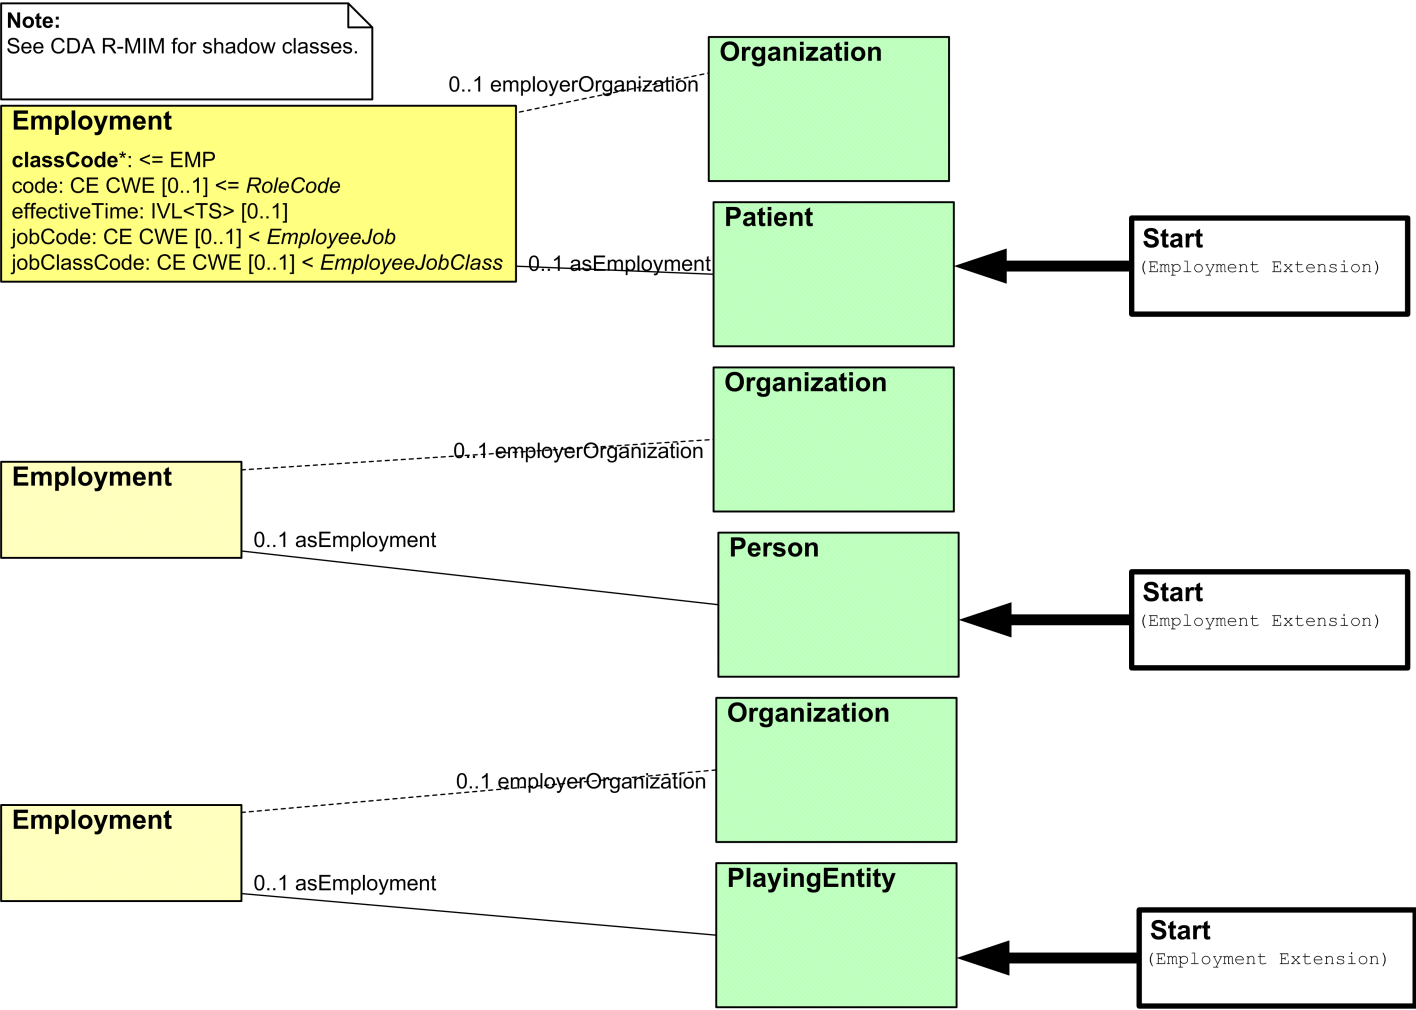 Note:
See CDA R-MIM for shadow classes.
Organization
0..1 employerOrganization
Employment
classCode*: <= EMP
code: CE CWE [0..1] <= RoleCode
effectiveTime: IVL<TS> [0..1]
jobCode: CE CWE [0..1] < EmployeeJob
jobClassCode: CE CWE [0..1] < EmployeeJobClass
Patient
0..1 asEmployment
Start
(Employment Extension)
Organization
0..1 employerOrganization
Employment
0..1 asEmployment
Person
Start
(Employment Extension)
Organization
0..1 employerOrganization
Employment
0..1 asEmployment
PlayingEntity
Start
(Employment Extension)